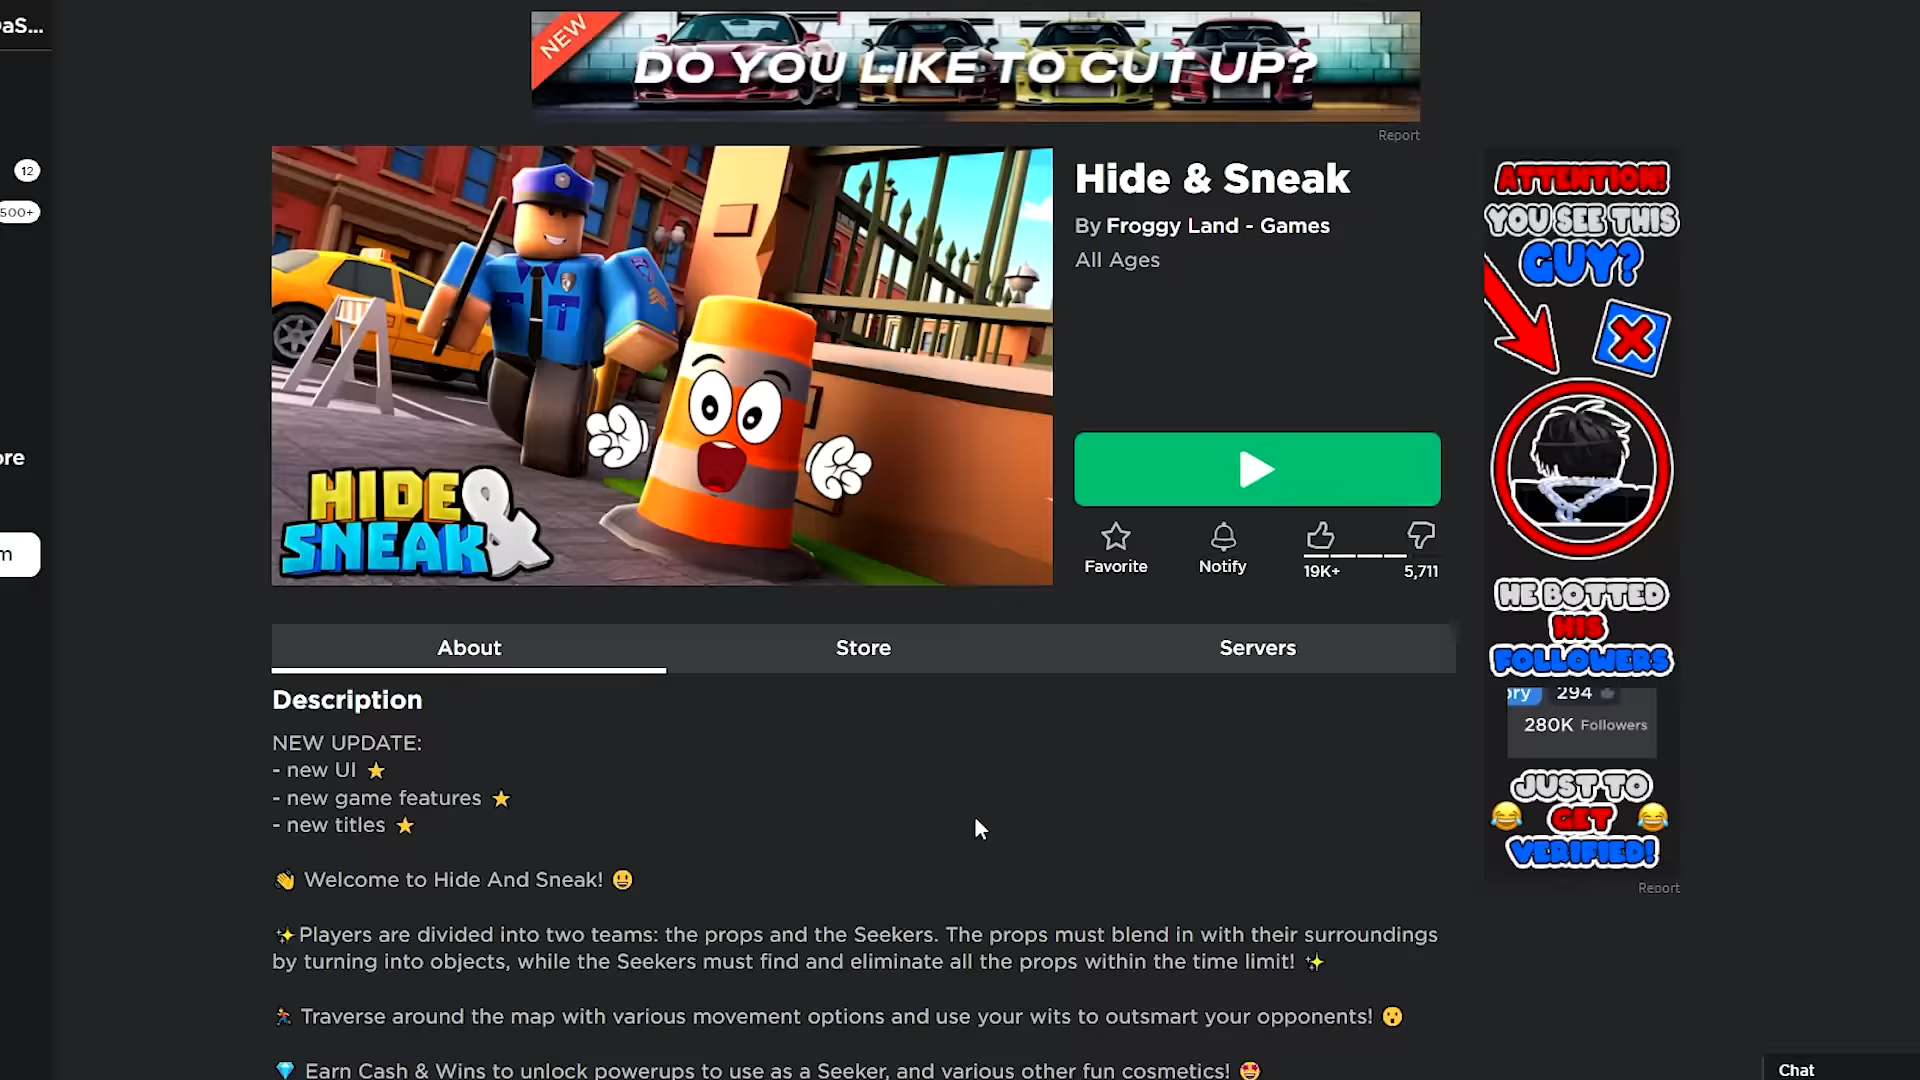 aS...
12
500+
ore
m
NEW
DO YOU LIKE TO CUT UP?
Report
HIDE &
SNEAK
Hide & Sneak
By Froggy Land - Games
All Ages
Favorite
Notify
19K+
5,711
ATTENTION!
YOU SEE THIS
GUY?
HE BOTTED
HIS
FOLLOWERS
ory 294
280K Followers
JUST TO
GET
VERIFIED!
Report
About
Store
Servers
Description
NEW UPDATE:
- new UI ⭐
- new game features ⭐
- new titles ⭐
👋 Welcome to Hide And Sneak! 😃
✨Players are divided into two teams: the props and the Seekers. The props must blend in with their surroundings
by turning into objects, while the Seekers must find and eliminate all the props within the time limit! ✨
🏃 Traverse around the map with various movement options and use your wits to outsmart your opponents! 😮
💎 Earn Cash & Wins to unlock powerups to use as a Seeker, and various other fun cosmetics! 🤩
Chat